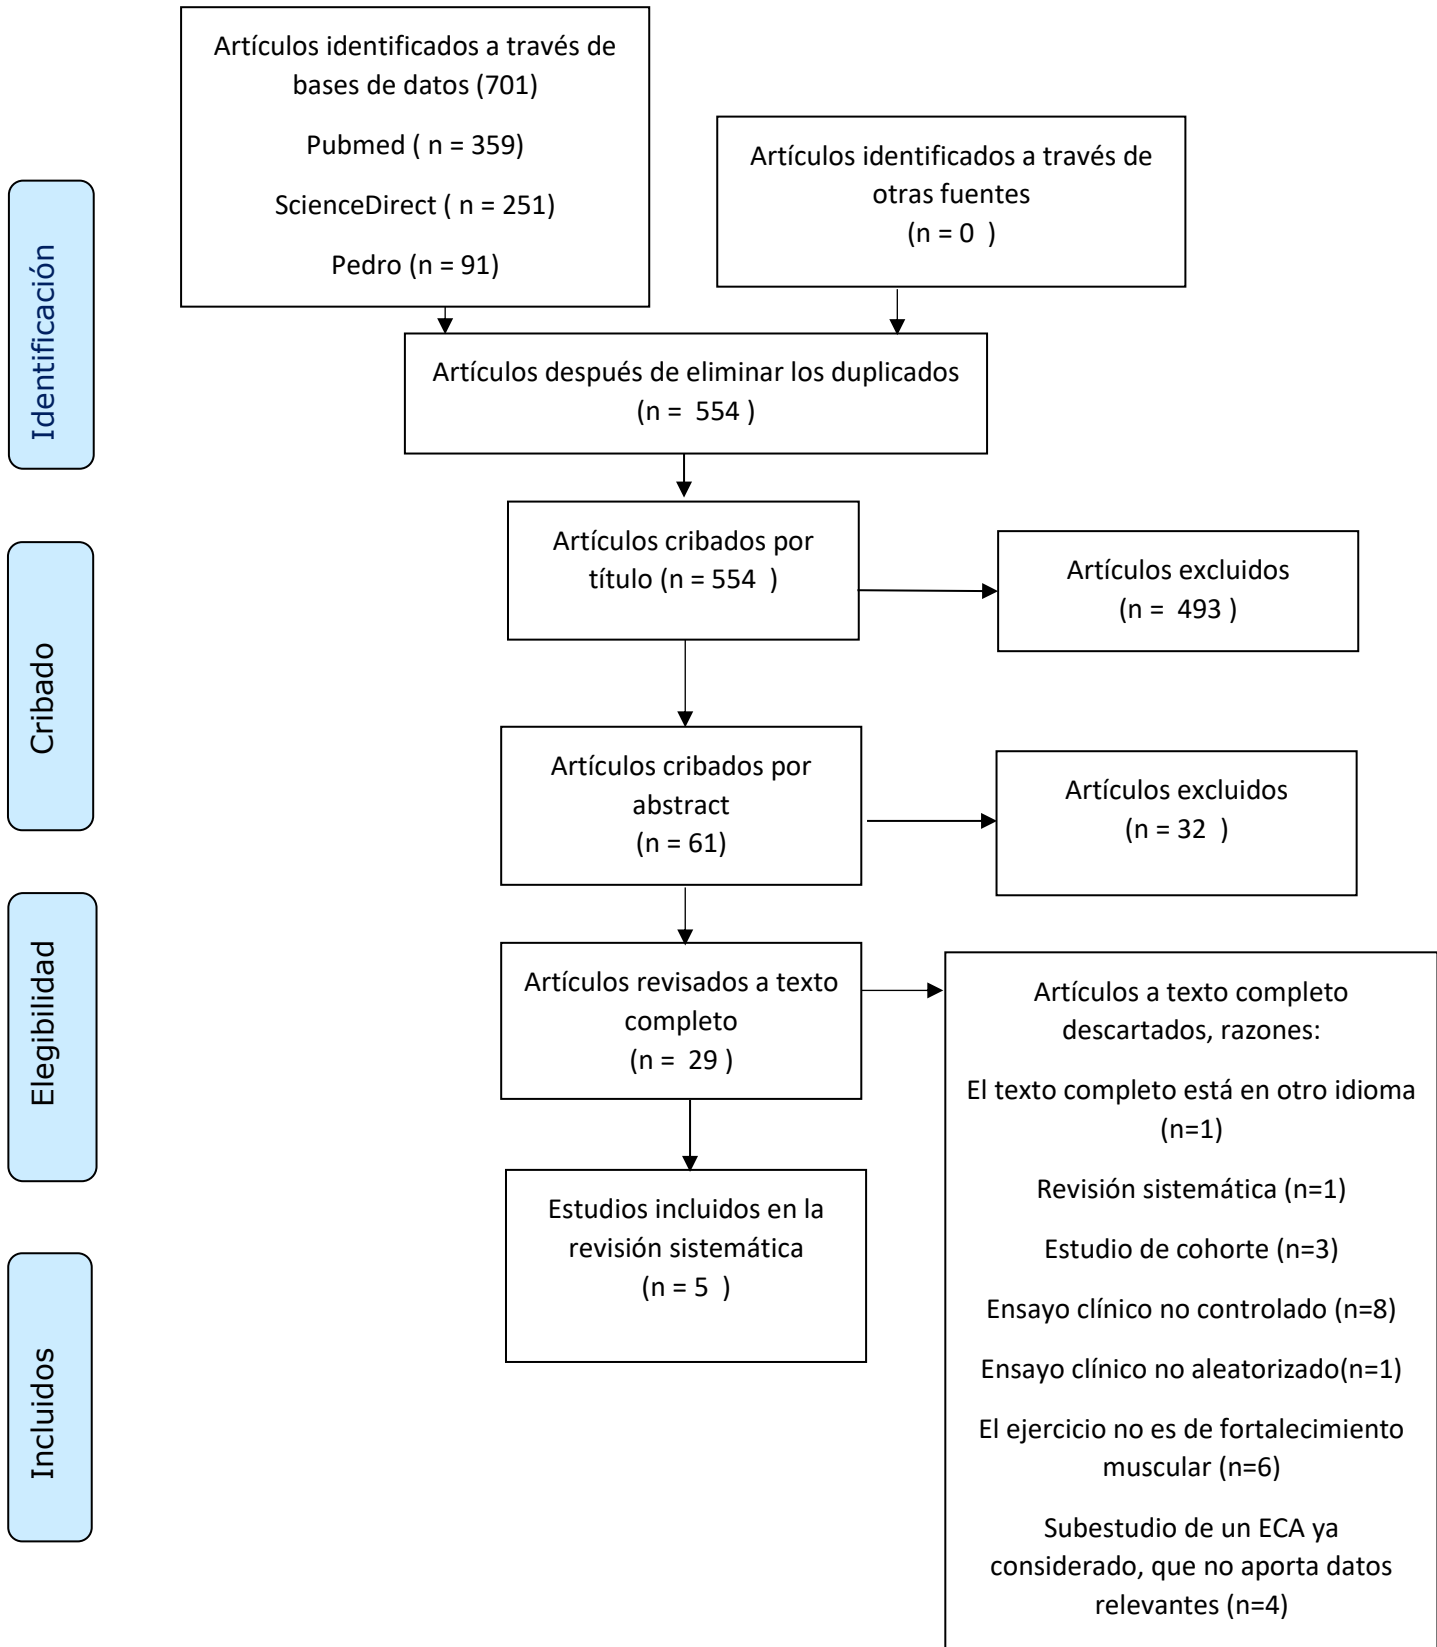 Artículos identificados a través de
bases de datos (701)
Pubmed ( n = 359)
ScienceDirect ( n = 251)
Pedro (n = 91)
Artículos identificados a través de
otras fuentes
(n = 0  )
Identificación
Artículos después de eliminar los duplicados
(n =  554 )
Artículos cribados por
título (n = 554  )
Artículos excluidos
(n =  493 )
Cribado
Artículos cribados por
abstract
(n = 61)
Artículos excluidos
(n = 32  )
Elegibilidad
Artículos revisados a texto
completo
(n =  29 )
Artículos a texto completo
descartados, razones:
El texto completo está en otro idioma
(n=1)
Revisión sistemática (n=1)
Estudio de cohorte (n=3)
Ensayo clínico no controlado (n=8)
Ensayo clínico no aleatorizado(n=1)
El ejercicio no es de fortalecimiento
muscular (n=6)
Subestudio de un ECA ya
considerado, que no aporta datos
relevantes (n=4)
Estudios incluidos en la
revisión sistemática
(n = 5  )
Incluidos